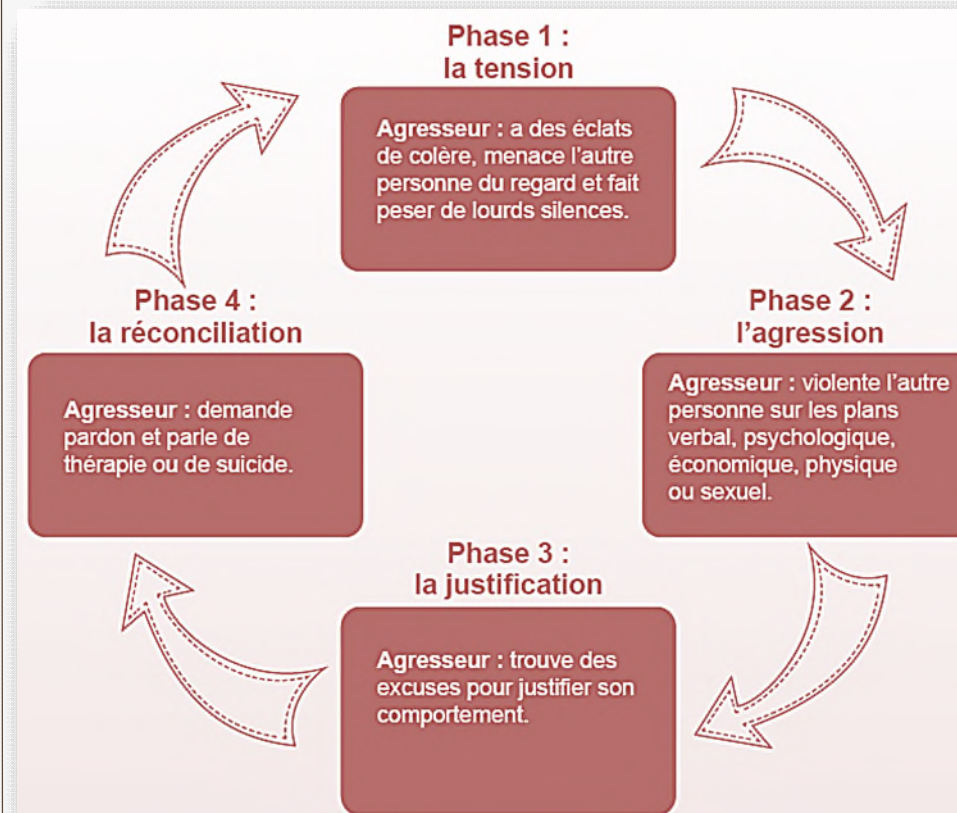 Phase 1 :
la tension
Agresseur : a des éclats
de colère, menace l'autre
personne du regard et fait
peser de lourds silences.
Phase 2 :
l'agression
Agresseur : violente l'autre
personne sur les plans
verbal, psychologique,
économique, physique
ou sexuel.
Phase 3 :
la justification
Agresseur : trouve des
excuses pour justifier son
comportement.
Phase 4 :
la réconciliation
Agresseur : demande
pardon et parle de
thérapie ou de suicide.